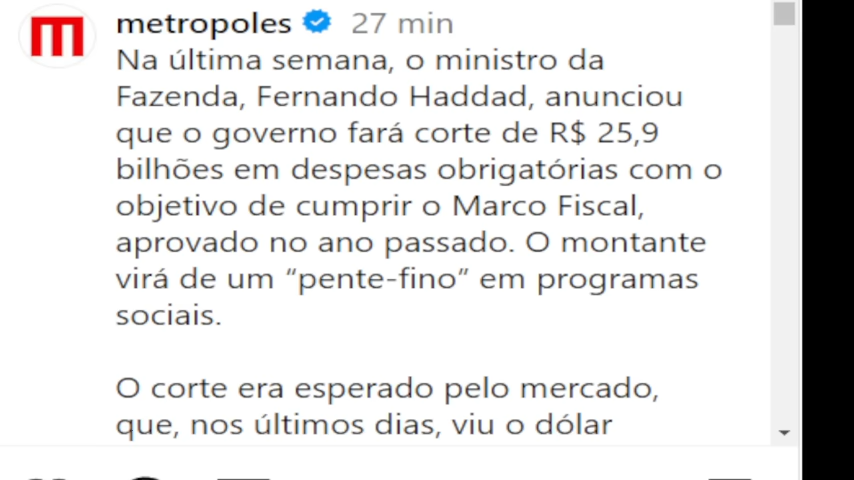 metropoles 27 min
Na última semana, o ministro da
Fazenda, Fernando Haddad, anunciou
que o governo fará corte de R$ 25,9
bilhões em despesas obrigatórias com o
objetivo de cumprir o Marco Fiscal,
aprovado no ano passado. O montante
virá de um “pente-fino” em programas
sociais.
O corte era esperado pelo mercado,
que, nos últimos dias, viu o dólar